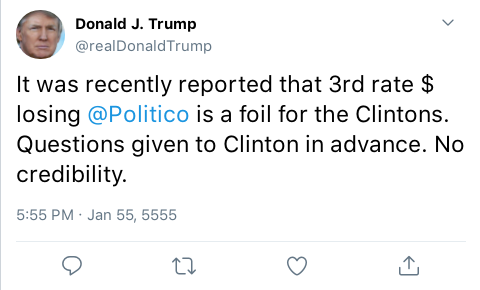 Donald J. Trump
@realDonaldTrump
It was recently reported that 3rd rate $
losing @Politico is a foil for the Clintons.
Questions given to Clinton in advance. No
credibility.
5:55 PM · Jan 55, 5555